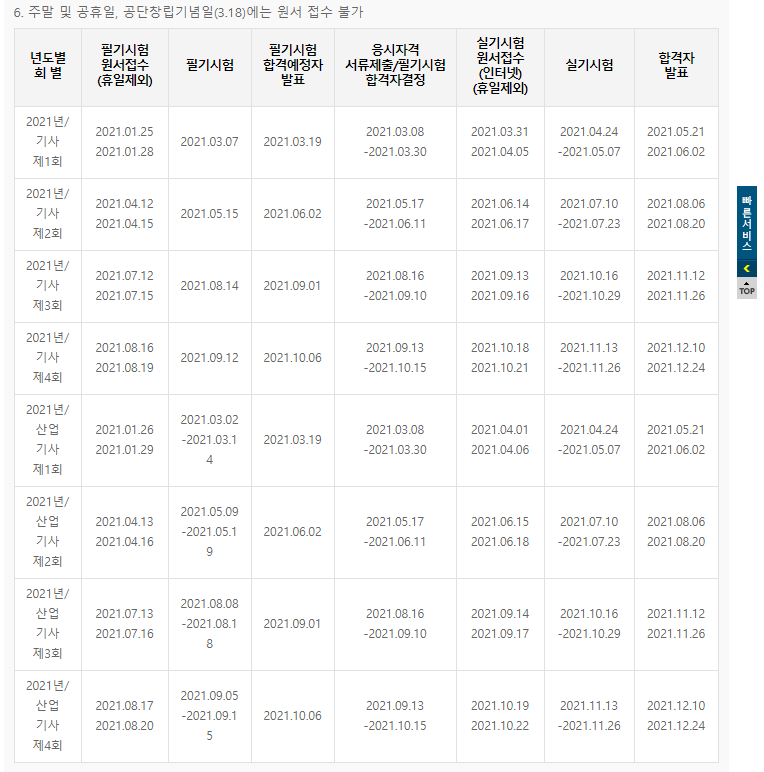 6. 주말 및 공휴일, 공단창립기념일(3.18)에는 원서 접수 불가
년도별
회 별
필기시험
원서접수
(휴일제외)
필기시험
필기시험
합격예정자
발표
응시자격
서류제출/필기시험
합격자결정
실기시험
원서접수
(인터넷)
(휴일제외)
실기시험
합격자
발표
2021년/
기사
제1회
2021.01.25
2021.01.28
2021.03.07
2021.03.19
2021.03.08
-2021.03.30
2021.03.31
2021.04.05
2021.04.24
-2021.05.07
2021.05.21
2021.06.02
2021년/
기사
제2회
2021.04.12
2021.04.15
2021.05.15
2021.06.02
2021.05.17
-2021.06.11
2021.06.14
2021.06.17
2021.07.10
-2021.07.23
2021.08.06
2021.08.20
2021년/
기사
제3회
2021.07.12
2021.07.15
2021.08.14
2021.09.01
2021.08.16
-2021.09.10
2021.09.13
2021.09.16
2021.10.16
-2021.10.29
2021.11.12
2021.11.26
2021년/
기사
제4회
2021.08.16
2021.08.19
2021.09.12
2021.10.06
2021.09.13
-2021.10.15
2021.10.18
2021.10.21
2021.11.13
-2021.11.26
2021.12.10
2021.12.24
2021년/
산업
기사
제1회
2021.01.26
2021.01.29
2021.03.02
-2021.03.1
4
2021.03.19
2021.03.08
-2021.03.30
2021.04.01
2021.04.06
2021.04.24
-2021.05.07
2021.05.21
2021.06.02
2021년/
산업
기사
제2회
2021.04.13
2021.04.16
2021.05.09
-2021.05.1
9
2021.06.02
2021.05.17
-2021.06.11
2021.06.15
2021.06.18
2021.07.10
-2021.07.23
2021.08.06
2021.08.20
2021년/
산업
기사
제3회
2021.07.13
2021.07.16
2021.08.08
-2021.08.1
8
2021.09.01
2021.08.16
-2021.09.10
2021.09.14
2021.09.17
2021.10.16
-2021.10.29
2021.11.12
2021.11.26
2021년/
산업
기사
제4회
2021.08.17
2021.08.20
2021.09.05
-2021.09.1
5
2021.10.06
2021.09.13
-2021.10.15
2021.10.19
2021.10.22
2021.11.13
-2021.11.26
2021.12.10
2021.12.24
빠른서비스
TOP